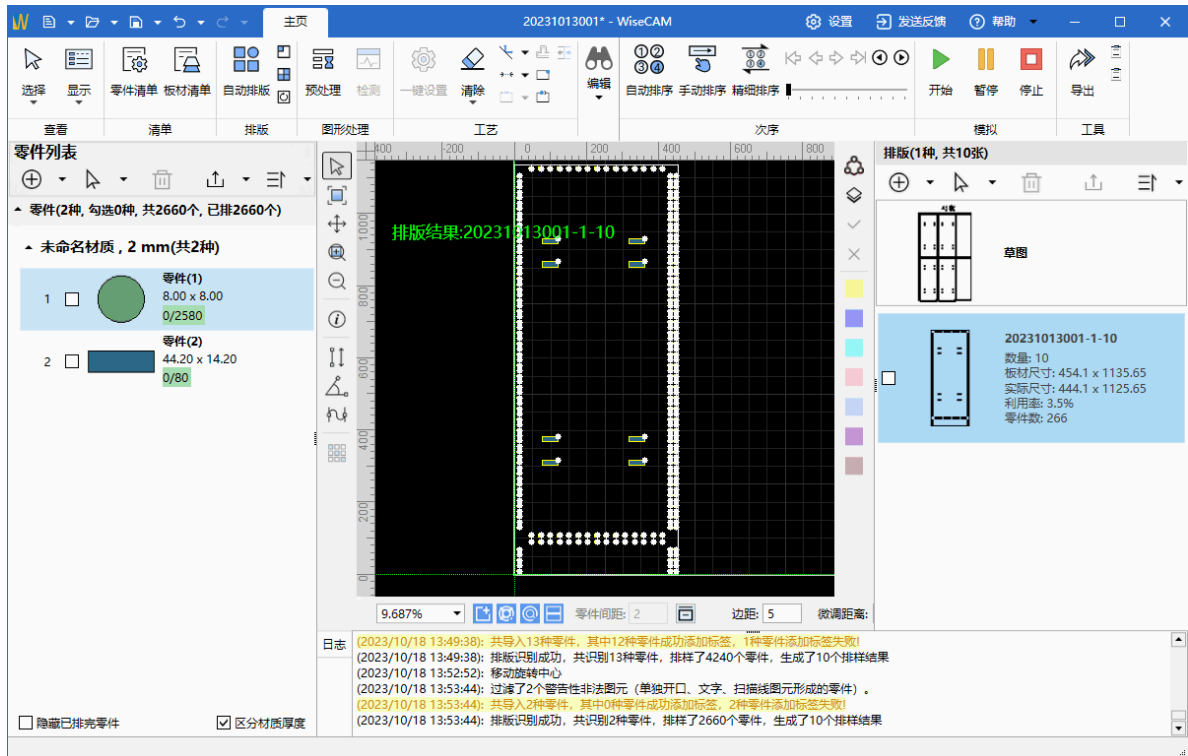 主页
20231013001* - WiseCAM
设置
发送反馈
帮助
选择
显示
零件清单
板材清单
自动排版
预处理
检测
一键设置
清除
编辑
自动排序
手动排序
精细排序
开始
暂停
停止
导出
查看
清单
排版
图形处理
工艺
次序
模拟
工具
零件列表
零件(2种, 勾选0种, 共2660个, 已排2660个)
未命名材质 , 2 mm(共2种)
1
零件(1)
8.00 x 8.00
0/2580
2
零件(2)
44.20 x 14.20
0/80
隐藏已排完零件
区分材质厚度
400 -200 0 200 400 600 800
1000
800
600
400
200
0
排版结果:20231013001-1-10
9.687%
零件间距: 2
边距: 5
微调距离:
排版(1种, 共10张)
草图
20231013001-1-10
数量: 10
板材尺寸: 454.1 x 1135.65
实际尺寸: 444.1 x 1125.65
利用率: 3.5%
零件数: 266
日志
(2023/10/18 13:49:38): 共导入13种零件，其中12种零件成功添加标签，1种零件添加标签失败!
(2023/10/18 13:49:38): 排版识别成功，共识别13种零件，排样了4240个零件，生成了10个排样结果
(2023/10/18 13:52:52): 移动旋转中心
(2023/10/18 13:53:44): 过滤了2个警告性非法图元（单独开口、文字、扫描线图元形成的零件）。
(2023/10/18 13:53:44): 共导入2种零件，其中0种零件成功添加标签，2种零件添加标签失败!
(2023/10/18 13:53:44): 排版识别成功，共识别2种零件，排样了2660个零件，生成了10个排样结果